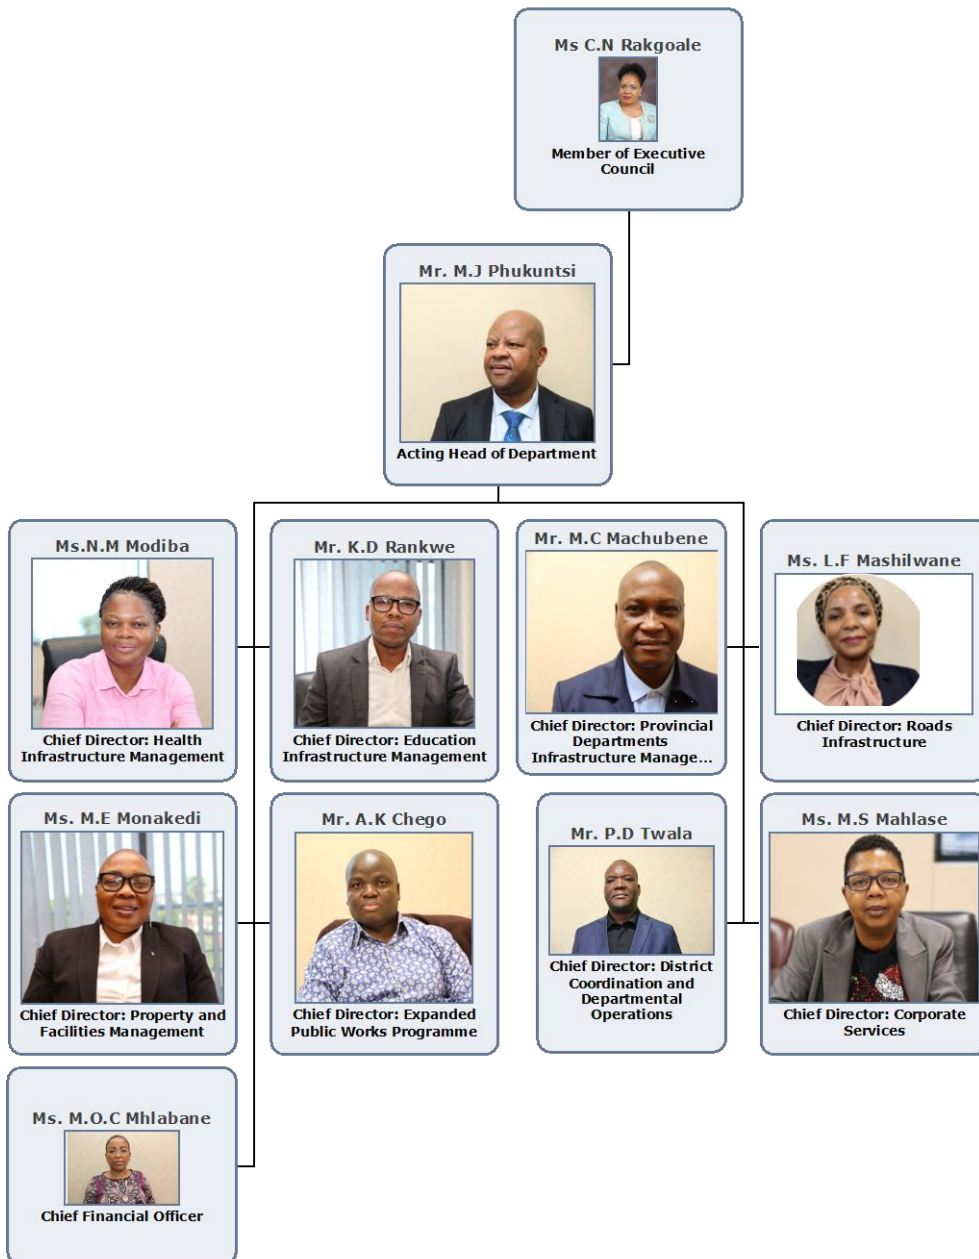 Ms C.N Rakgoale
Member of Executive
Council
Mr. M.J Phukuntsi
Acting Head of Department
Ms.N.M Modiba
Chief Director: Health
Infrastructure Management
Mr. K.D Rankwe
Chief Director: Education
Infrastructure Management
Mr. M.C Machubene
Chief Director: Provincial
Departments
Infrastructure Manage...
Ms. L.F Mashilwane
Chief Director: Roads
Infrastructure
Ms. M.E Monakedi
Chief Director: Property and
Facilities Management
Mr. A.K Chego
Chief Director: Expanded
Public Works Programme
Mr. P.D Twala
Chief Director: District
Coordination and
Departmental
Operations
Ms. M.S Mahlase
Chief Director: Corporate
Services
Ms. M.O.C Mhlabane
Chief Financial Officer